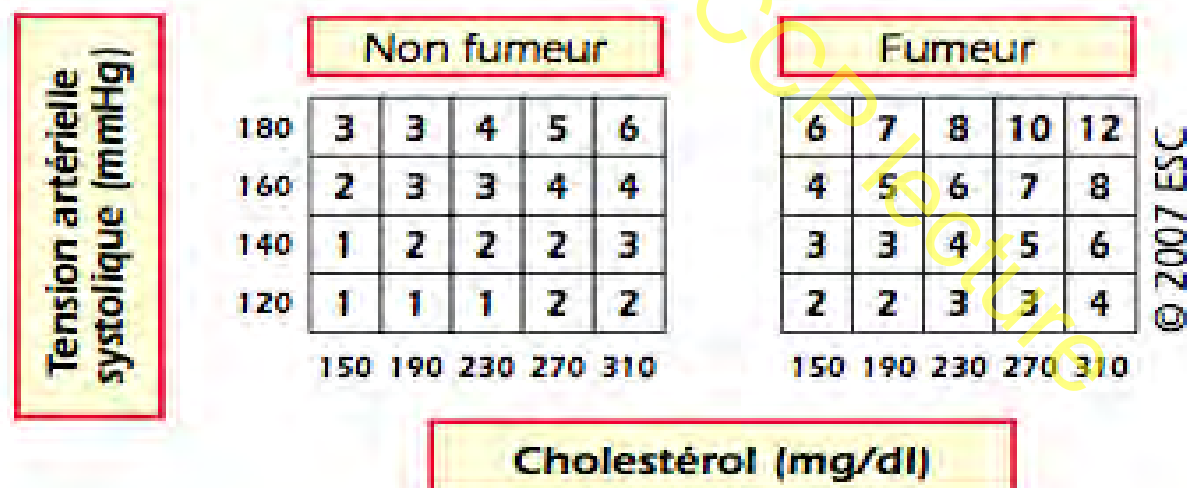 Tension artérielle
systolique (mmHg)
Non fumeur
180 3 3 4 5 6
160 2 3 3 4 4
140 1 2 2 2 3
120 1 1 1 2 2
150 190 230 270 310
Fumeur
6 7 8 10 12
4 5 6 7 8
3 3 4 5 6
2 2 3 3 4
150 190 230 270 310
Cholestérol (mg/dl)
© 2007 ESC
CCP lecture